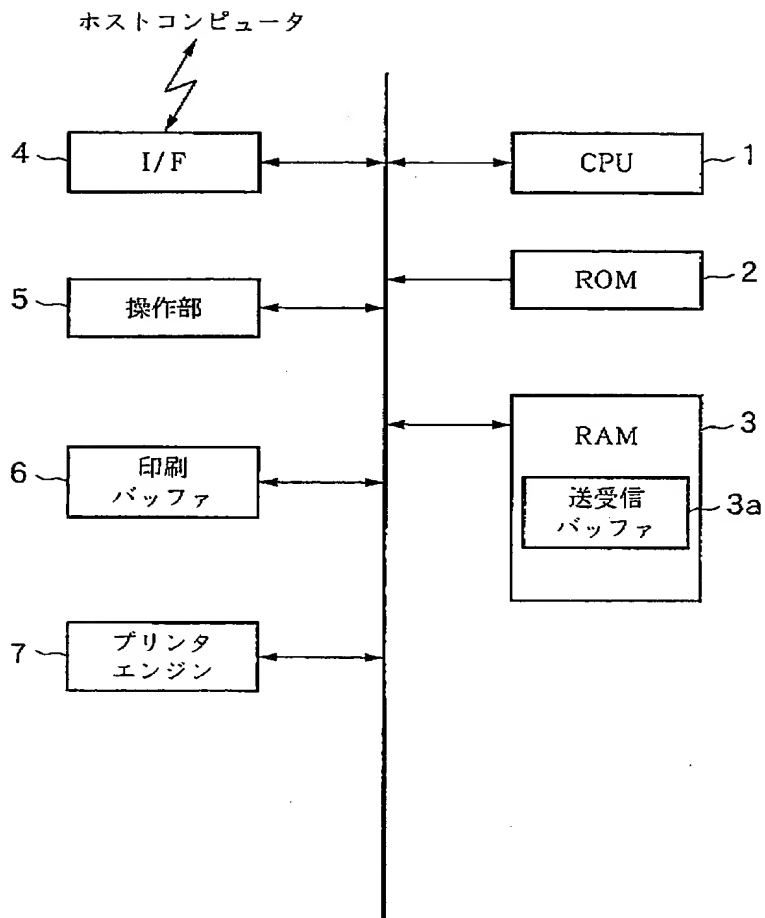 ホストコンピュータ
4
I/F
CPU
1
ROM
2
5
操作部
RAM
3
6
印刷
バッファ
送受信
バッファ
3a
7
プリンタ
エンジン